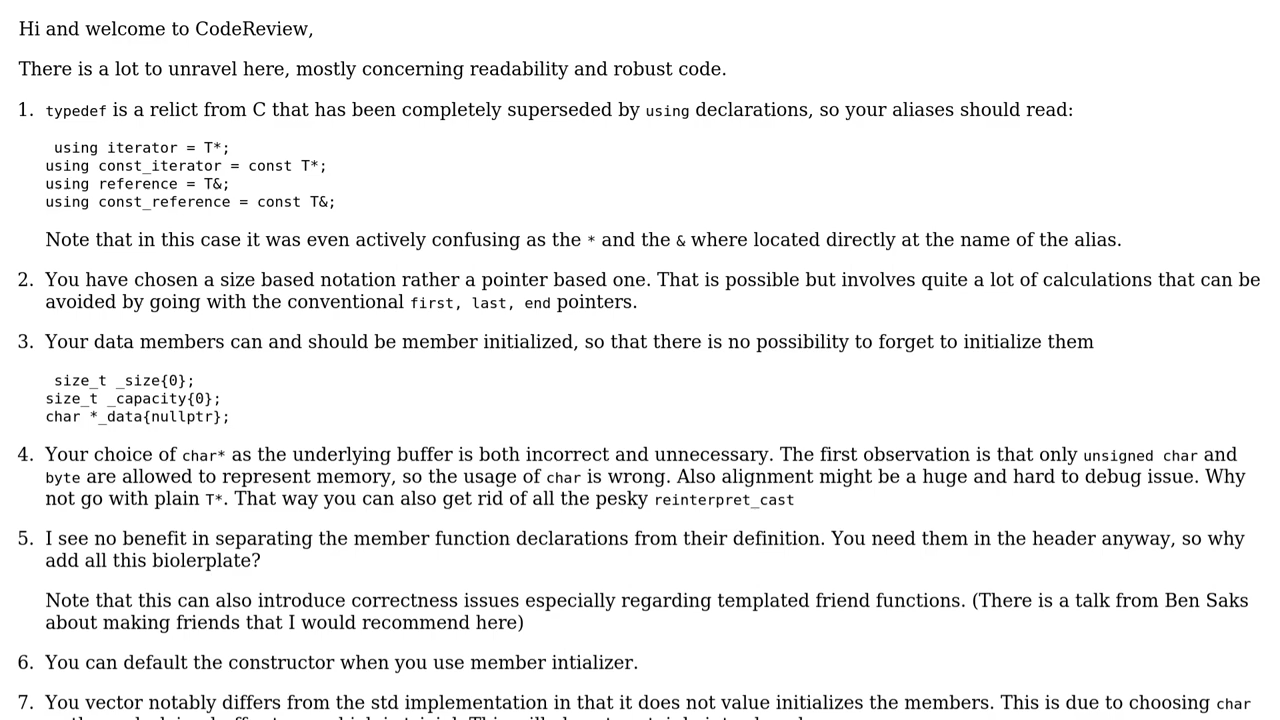 Hi and welcome to CodeReview,
There is a lot to unravel here, mostly concerning readability and robust code.
1. typedef is a relict from C that has been completely superseded by using declarations, so your aliases should read:
using iterator = T*;
using const_iterator = const T*;
using reference = T&;
using const_reference = const T&;
Note that in this case it was even actively confusing as the * and the & where located directly at the name of the alias.
2. You have chosen a size based notation rather a pointer based one. That is possible but involves quite a lot of calculations that can be
avoided by going with the conventional first, last, end pointers.
3. Your data members can and should be member initialized, so that there is no possibility to forget to initialize them
size_t _size{0};
size_t _capacity{0};
char *_data{nullptr};
4. Your choice of char* as the underlying buffer is both incorrect and unnecessary. The first observation is that only unsigned char and
byte are allowed to represent memory, so the usage of char is wrong. Also alignment might be a huge and hard to debug issue. Why
not go with plain T*. That way you can also get rid of all the pesky reinterpret_cast
5. I see no benefit in separating the member function declarations from their definition. You need them in the header anyway, so why
add all this biolerplate?
Note that this can also introduce correctness issues especially regarding templated friend functions. (There is a talk from Ben Saks
about making friends that I would recommend here)
6. You can default the constructor when you use member intializer.
7. You vector notably differs from the std implementation in that it does not value initializes the members. This is due to choosing char